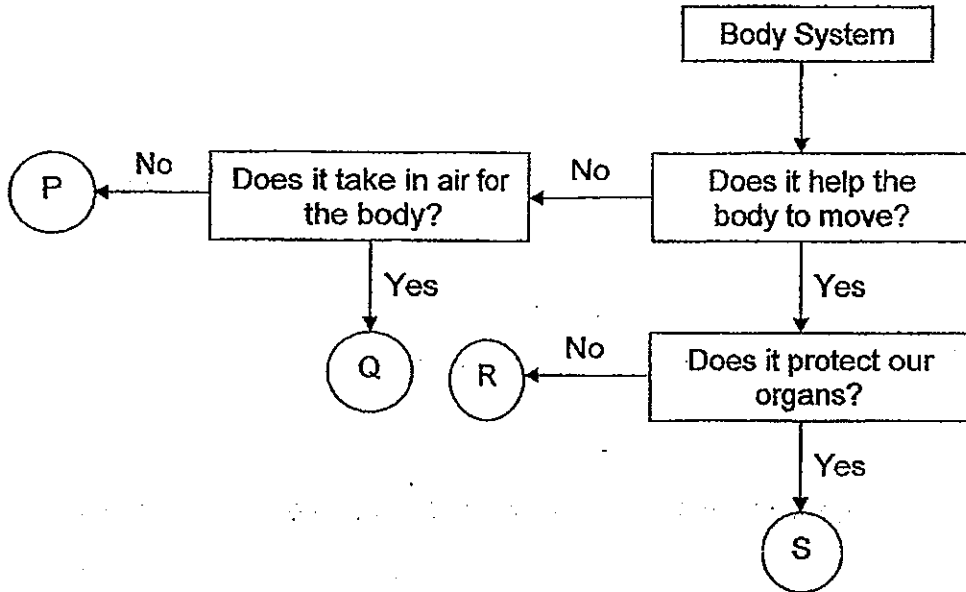 Body System
Does it help the
body to move?
No
Does it take in air for
the body?
No
P
Yes
Q
Yes
Does it protect our
organs?
No
R
Yes
S